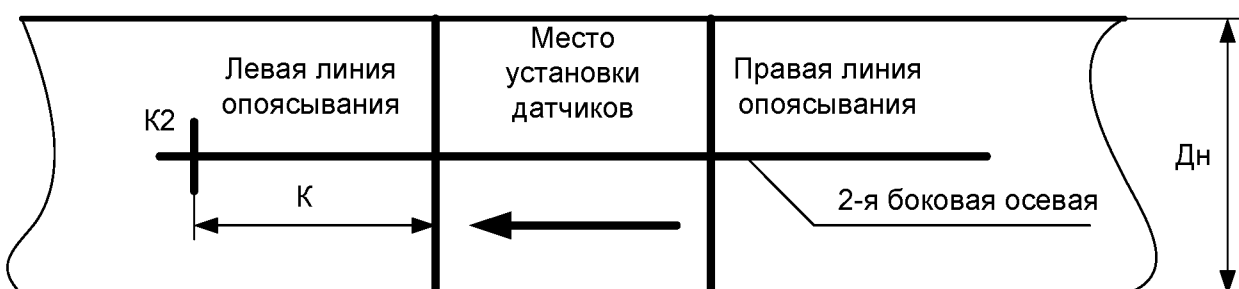 Место
установки
датчиков
Левая линия
опоясывания
Правая линия
опоясывания
К2
Дн
К
2-я боковая осевая